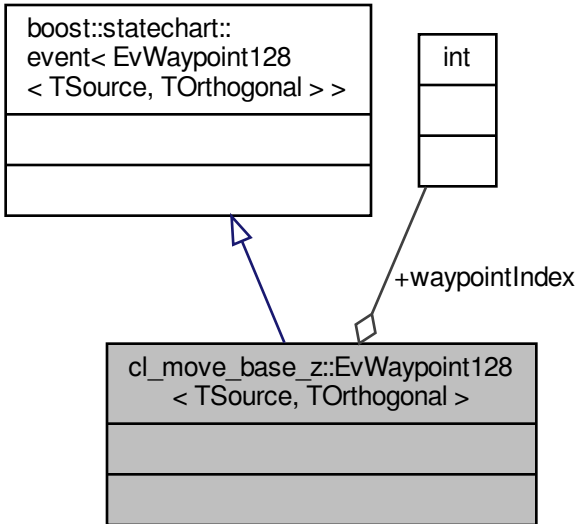 boost::statechart::
event< EvWaypoint128
< TSource, TOrthogonal > >
int
+waypointIndex
cl_move_base_z::EvWaypoint128
< TSource, TOrthogonal >